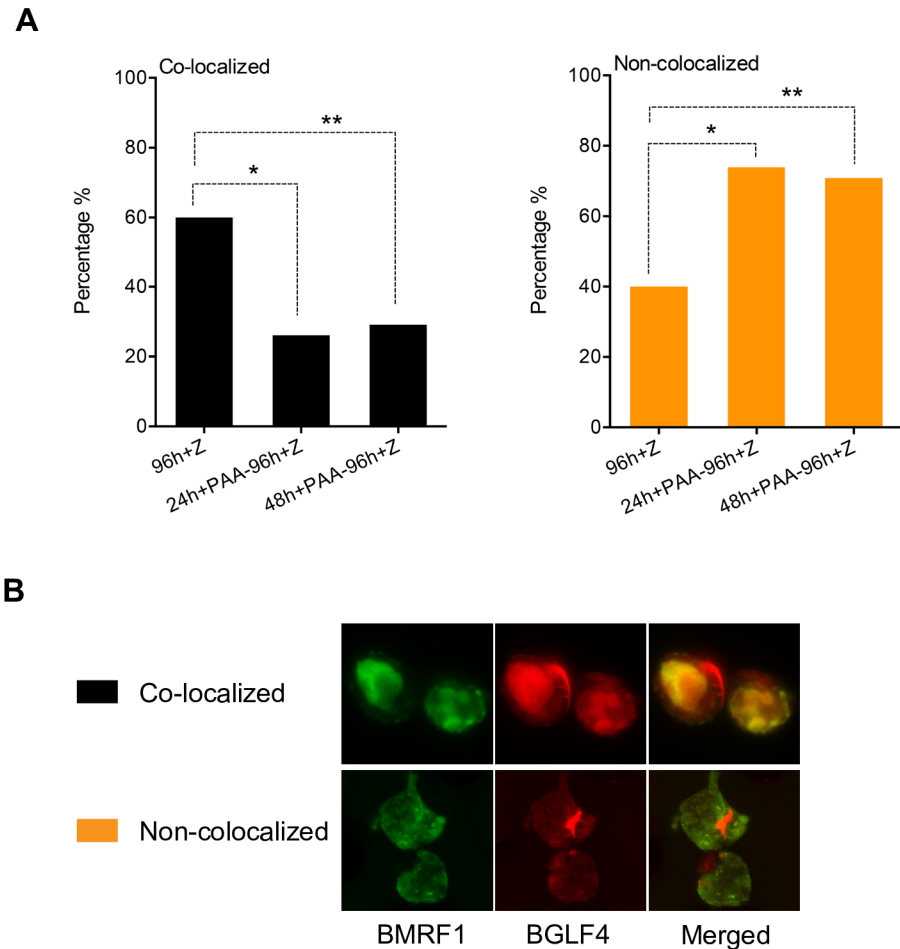 A
Co-localized
Percentage %
100
80
60
40
20
0
**
*
96h+Z
24h+PAA-96h+Z
48h+PAA-96h+Z
Non-colocalized
Percentage %
100
80
60
40
20
0
**
*
96h+Z
24h+PAA-96h+Z
48h+PAA-96h+Z
B
Co-localized
Non-colocalized
BMRF1 BGLF4 Merged